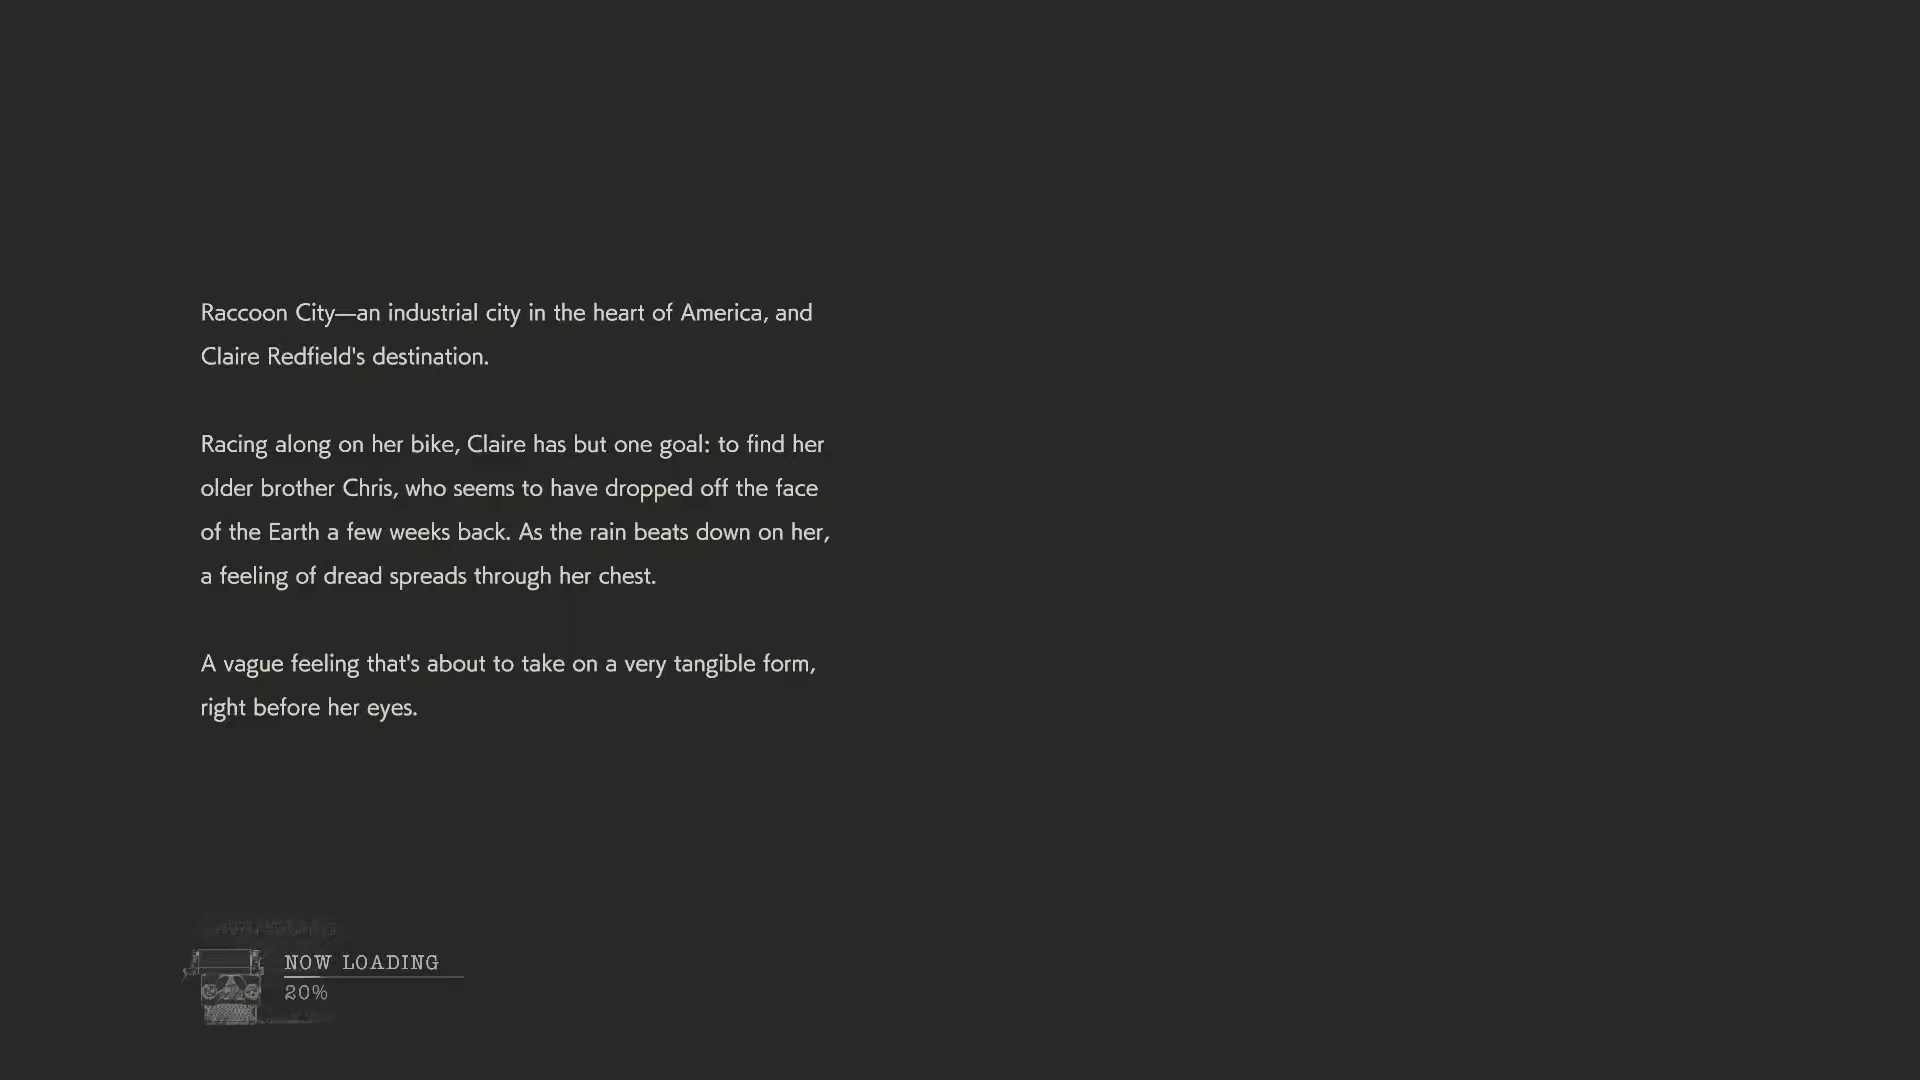 Raccoon City—an industrial city in the heart of America, and
Claire Redfield's destination.
Racing along on her bike, Claire has but one goal: to find her
older brother Chris, who seems to have dropped off the face
of the Earth a few weeks back. As the rain beats down on her,
a feeling of dread spreads through her chest.
A vague feeling that's about to take on a very tangible form,
right before her eyes.
NOW LOADING
20%